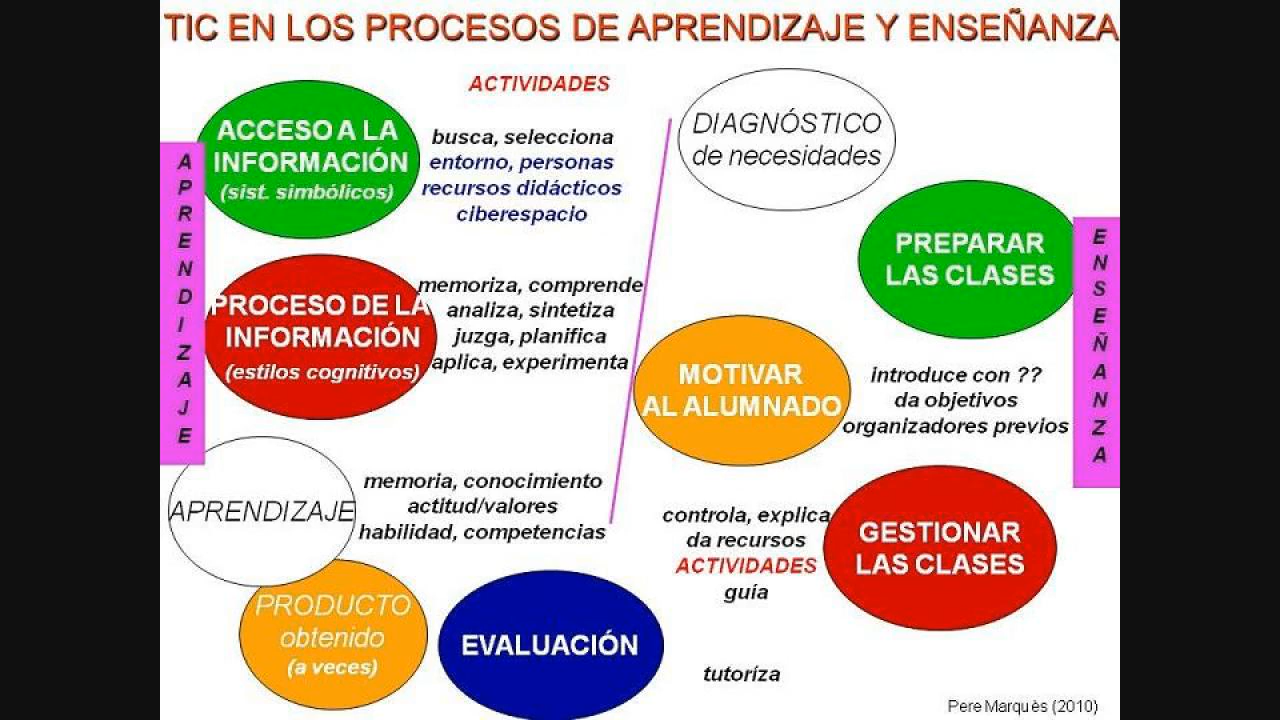 TIC EN LOS PROCESOS DE APRENDIZAJE Y ENSEÑANZA
ACTIVIDADES
APRENDIZAJE
ACCESO A LA
INFORMACIÓN
(sist. simbólicos)
busca, selecciona
entorno, personas
recursos didácticos
ciberespacio
PROCESO DE LA
INFORMACIÓN
(estilos cognitivos)
memoriza, comprende
analiza, sintetiza
juzga, planifica
aplica, experimenta
APRENDIZAJE
memoria, conocimiento
actitud/valores
habilidad, competencias
PRODUCTO
obtenido
(a veces)
EVALUACIÓN
DIAGNÓSTICO
de necesidades
PREPARAR
LAS CLASES
ENSEÑANZA
MOTIVAR
AL ALUMNADO
introduce con ??
da objetivos
organizadores previos
controla, explica
da recursos
ACTIVIDADES
guía
GESTIONAR
LAS CLASES
tutoríza
Pere Marquès (2010)